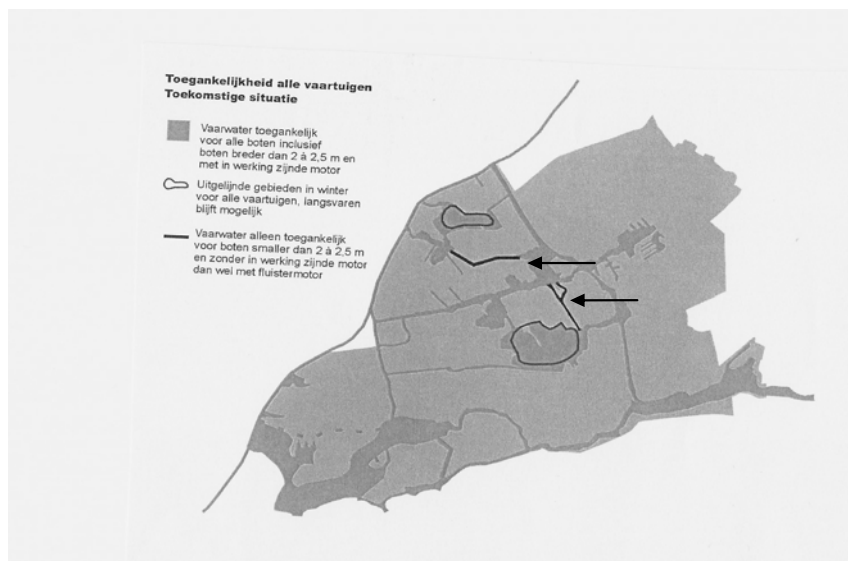 Toegankelijkheid alle vaartuigen
Toekomstige situatie
Vaarwater toegankelijk
voor alle boten inclusief
boten breder dan 2 à 2,5 m en
met in werking zijnde motor
Uitgelijnde gebieden in winter
voor alle vaartuigen, langsvaren
blijft mogelijk
Vaarwater alleen toegankelijk
voor boten smaller dan 2 à 2,5 m
en zonder in werking zijnde motor
dan wel met fluistermotor